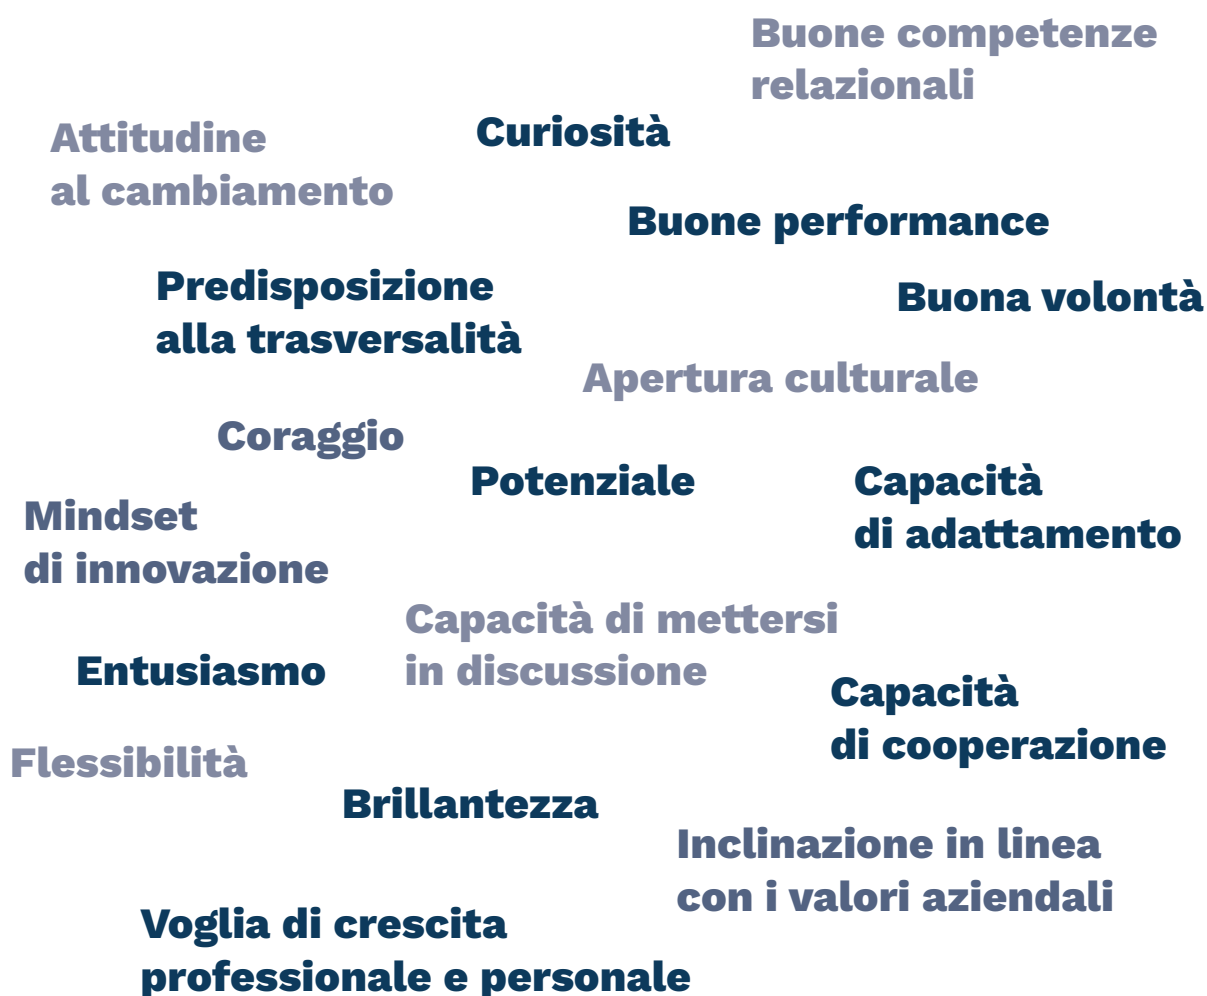 Buone competenze
relazionali
Curiosità
Attitudine
al cambiamento
Buone performance
Predisposizione
alla trasversalità
Buona volontà
Apertura culturale
Coraggio
Potenziale
Capacità
di adattamento
Mindset
di innovazione
Capacità di mettersi
in discussione
Entusiasmo
Capacità
di cooperazione
Flessibilità
Brillantezza
Inclinazione in linea
con i valori aziendali
Voglia di crescita
professionale e personale